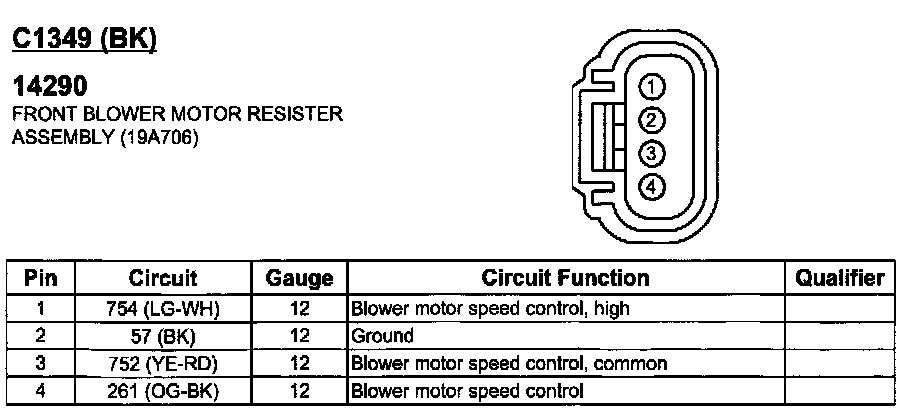 C1349 (BK)
14290
FRONT BLOWER MOTOR RESISTER
ASSEMBLY (19A706)
1
2
3
4
Pin Circuit Gauge Circuit Function Qualifier
1 754 (LG-WH) 12 Blower motor speed control, high
2 57 (BK) 12 Ground
3 752 (YE-RD) 12 Blower motor speed control, common
4 261 (OG-BK) 12 Blower motor speed control